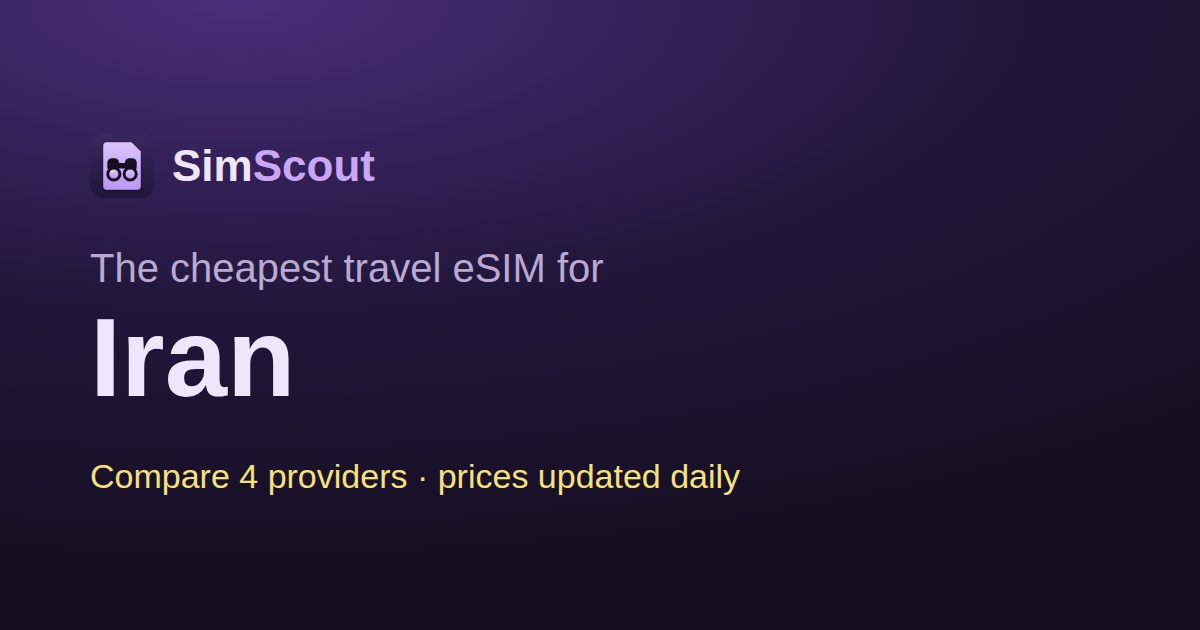 SimScout
The cheapest travel eSIM for
Iran
Compare 4 providers · prices updated daily